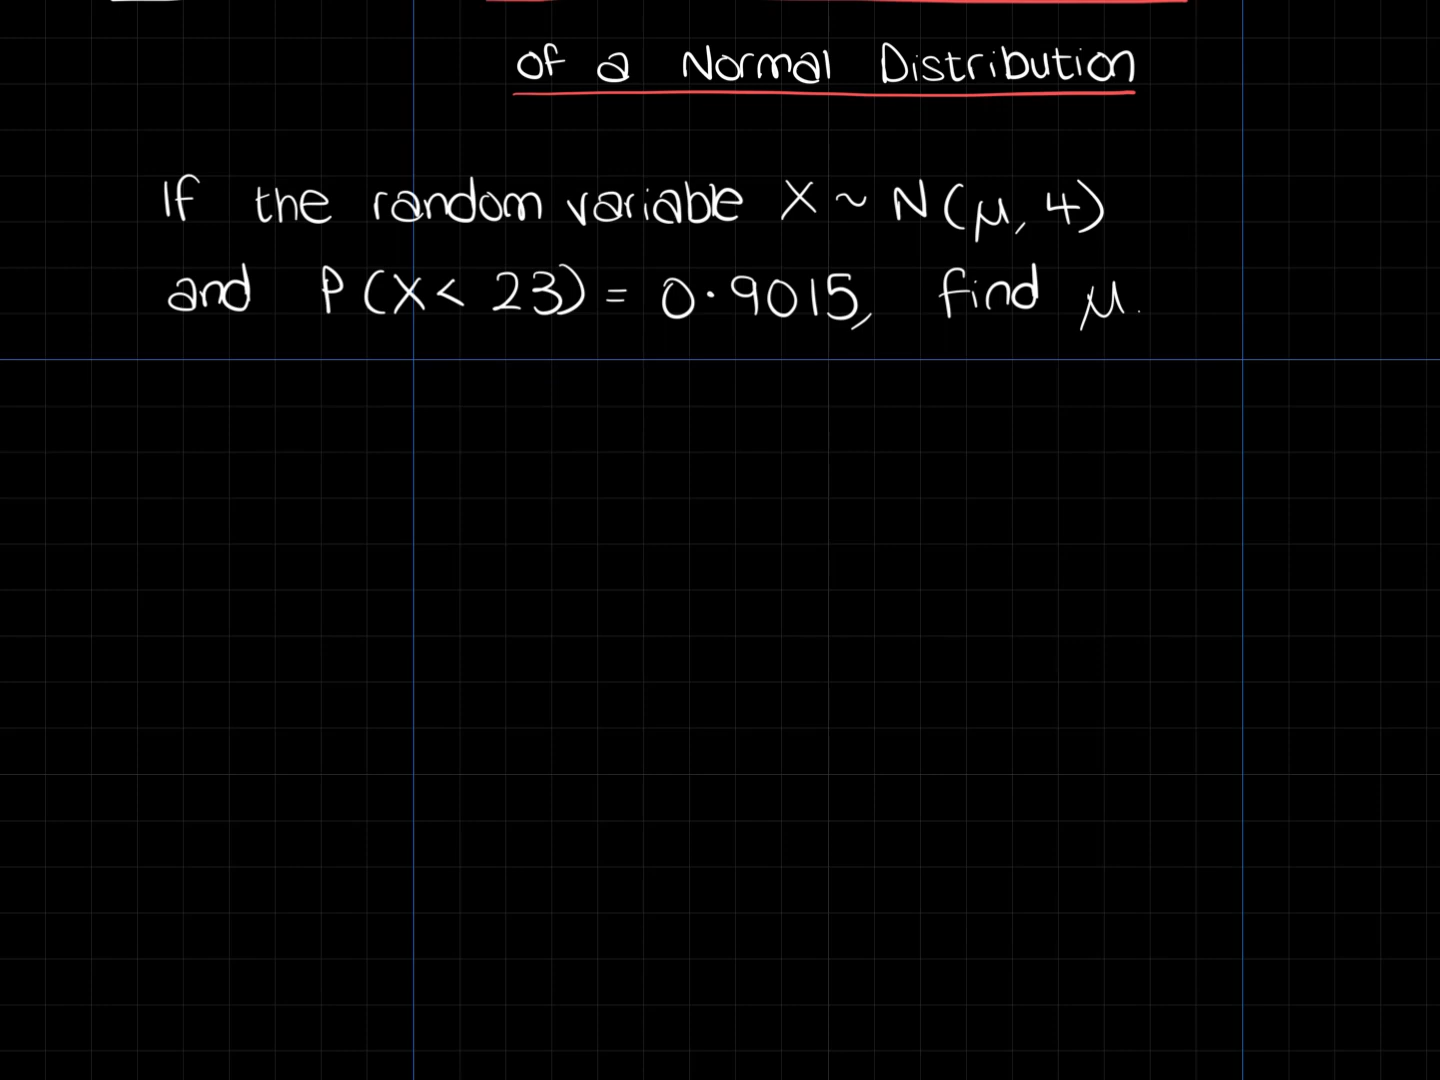 of a Normal Distribution
If the random variable X ~ N(μ, 4)
and P(X < 23) = 0.9015, find μ.